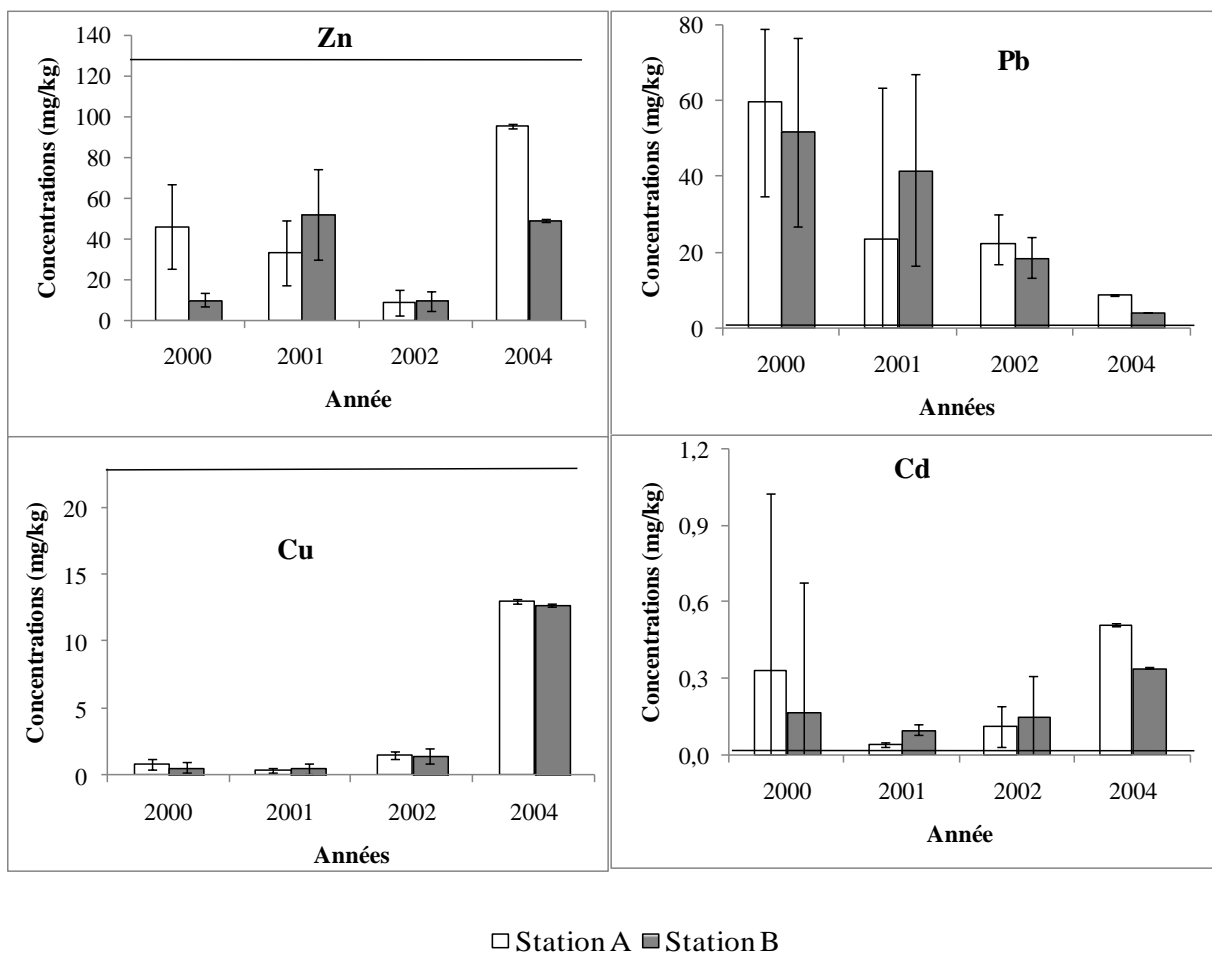 Zn
Concentrations (mg/kg)
140
120
100
80
60
40
20
0
2000 2001 2002 2004
Année
Pb
Concentrations (mg/kg)
80
60
40
20
0
2000 2001 2002 2004
Années
Cu
Concentrations (mg/kg)
20
15
10
5
0
2000 2001 2002 2004
Années
Cd
Concentrations (mg/kg)
1,2
0,9
0,6
0,3
0,0
2000 2001 2002 2004
Année
Station A Station B